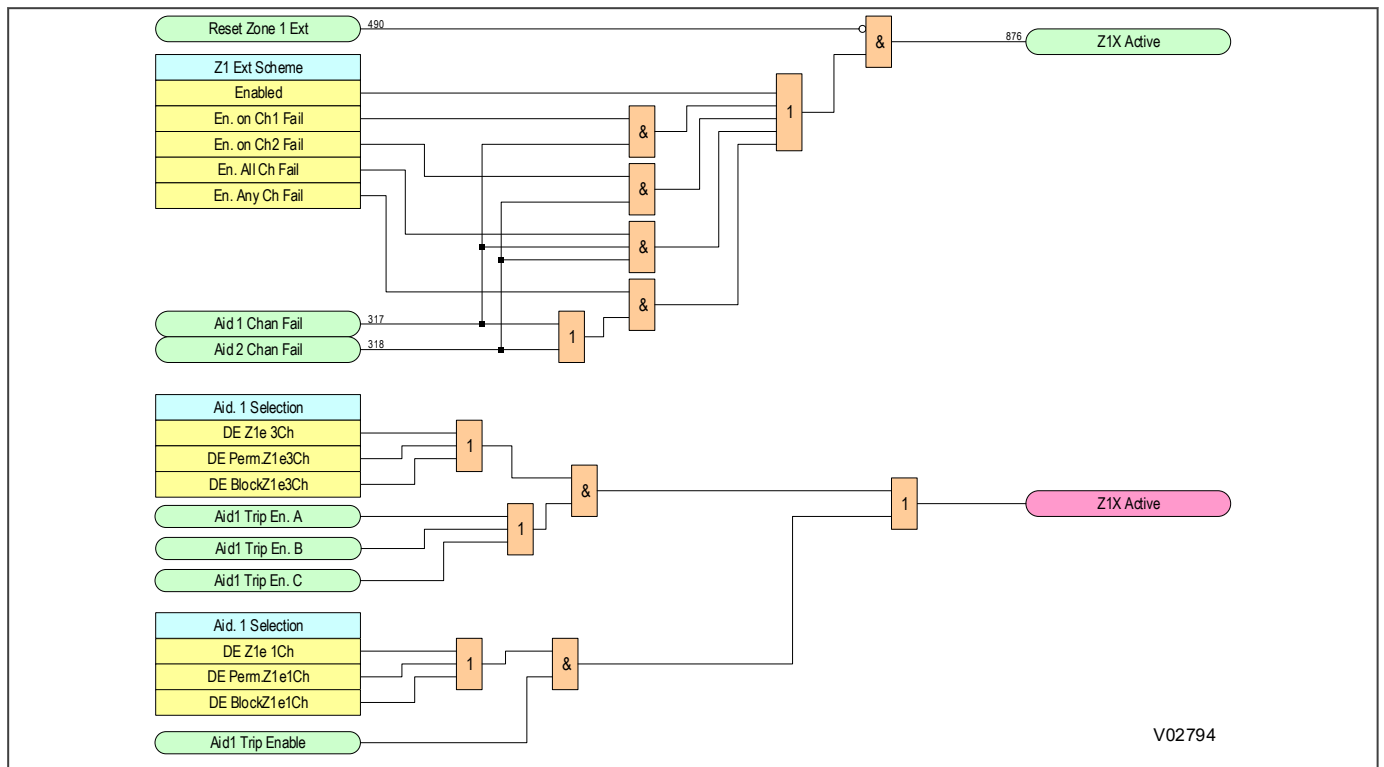 Reset Zone 1 Ext
490
&
876
Z1X Active
Z1 Ext Scheme
Enabled
En. on Ch1 Fail
En. on Ch2 Fail
En. All Ch Fail
En. Any Ch Fail
1
&
&
&
&
Aid 1 Chan Fail
317
1
Aid 2 Chan Fail
318
Aid. 1 Selection
DE Z1e 3Ch
DE Perm.Z1e3Ch
DE BlockZ1e3Ch
1
&
Aid1 Trip En. A
Aid1 Trip En. B
Aid1 Trip En. C
1
1
Z1X Active
Aid. 1 Selection
DE Z1e 1Ch
DE Perm.Z1e1Ch
DE BlockZ1e1Ch
1
&
Aid1 Trip Enable
V02794